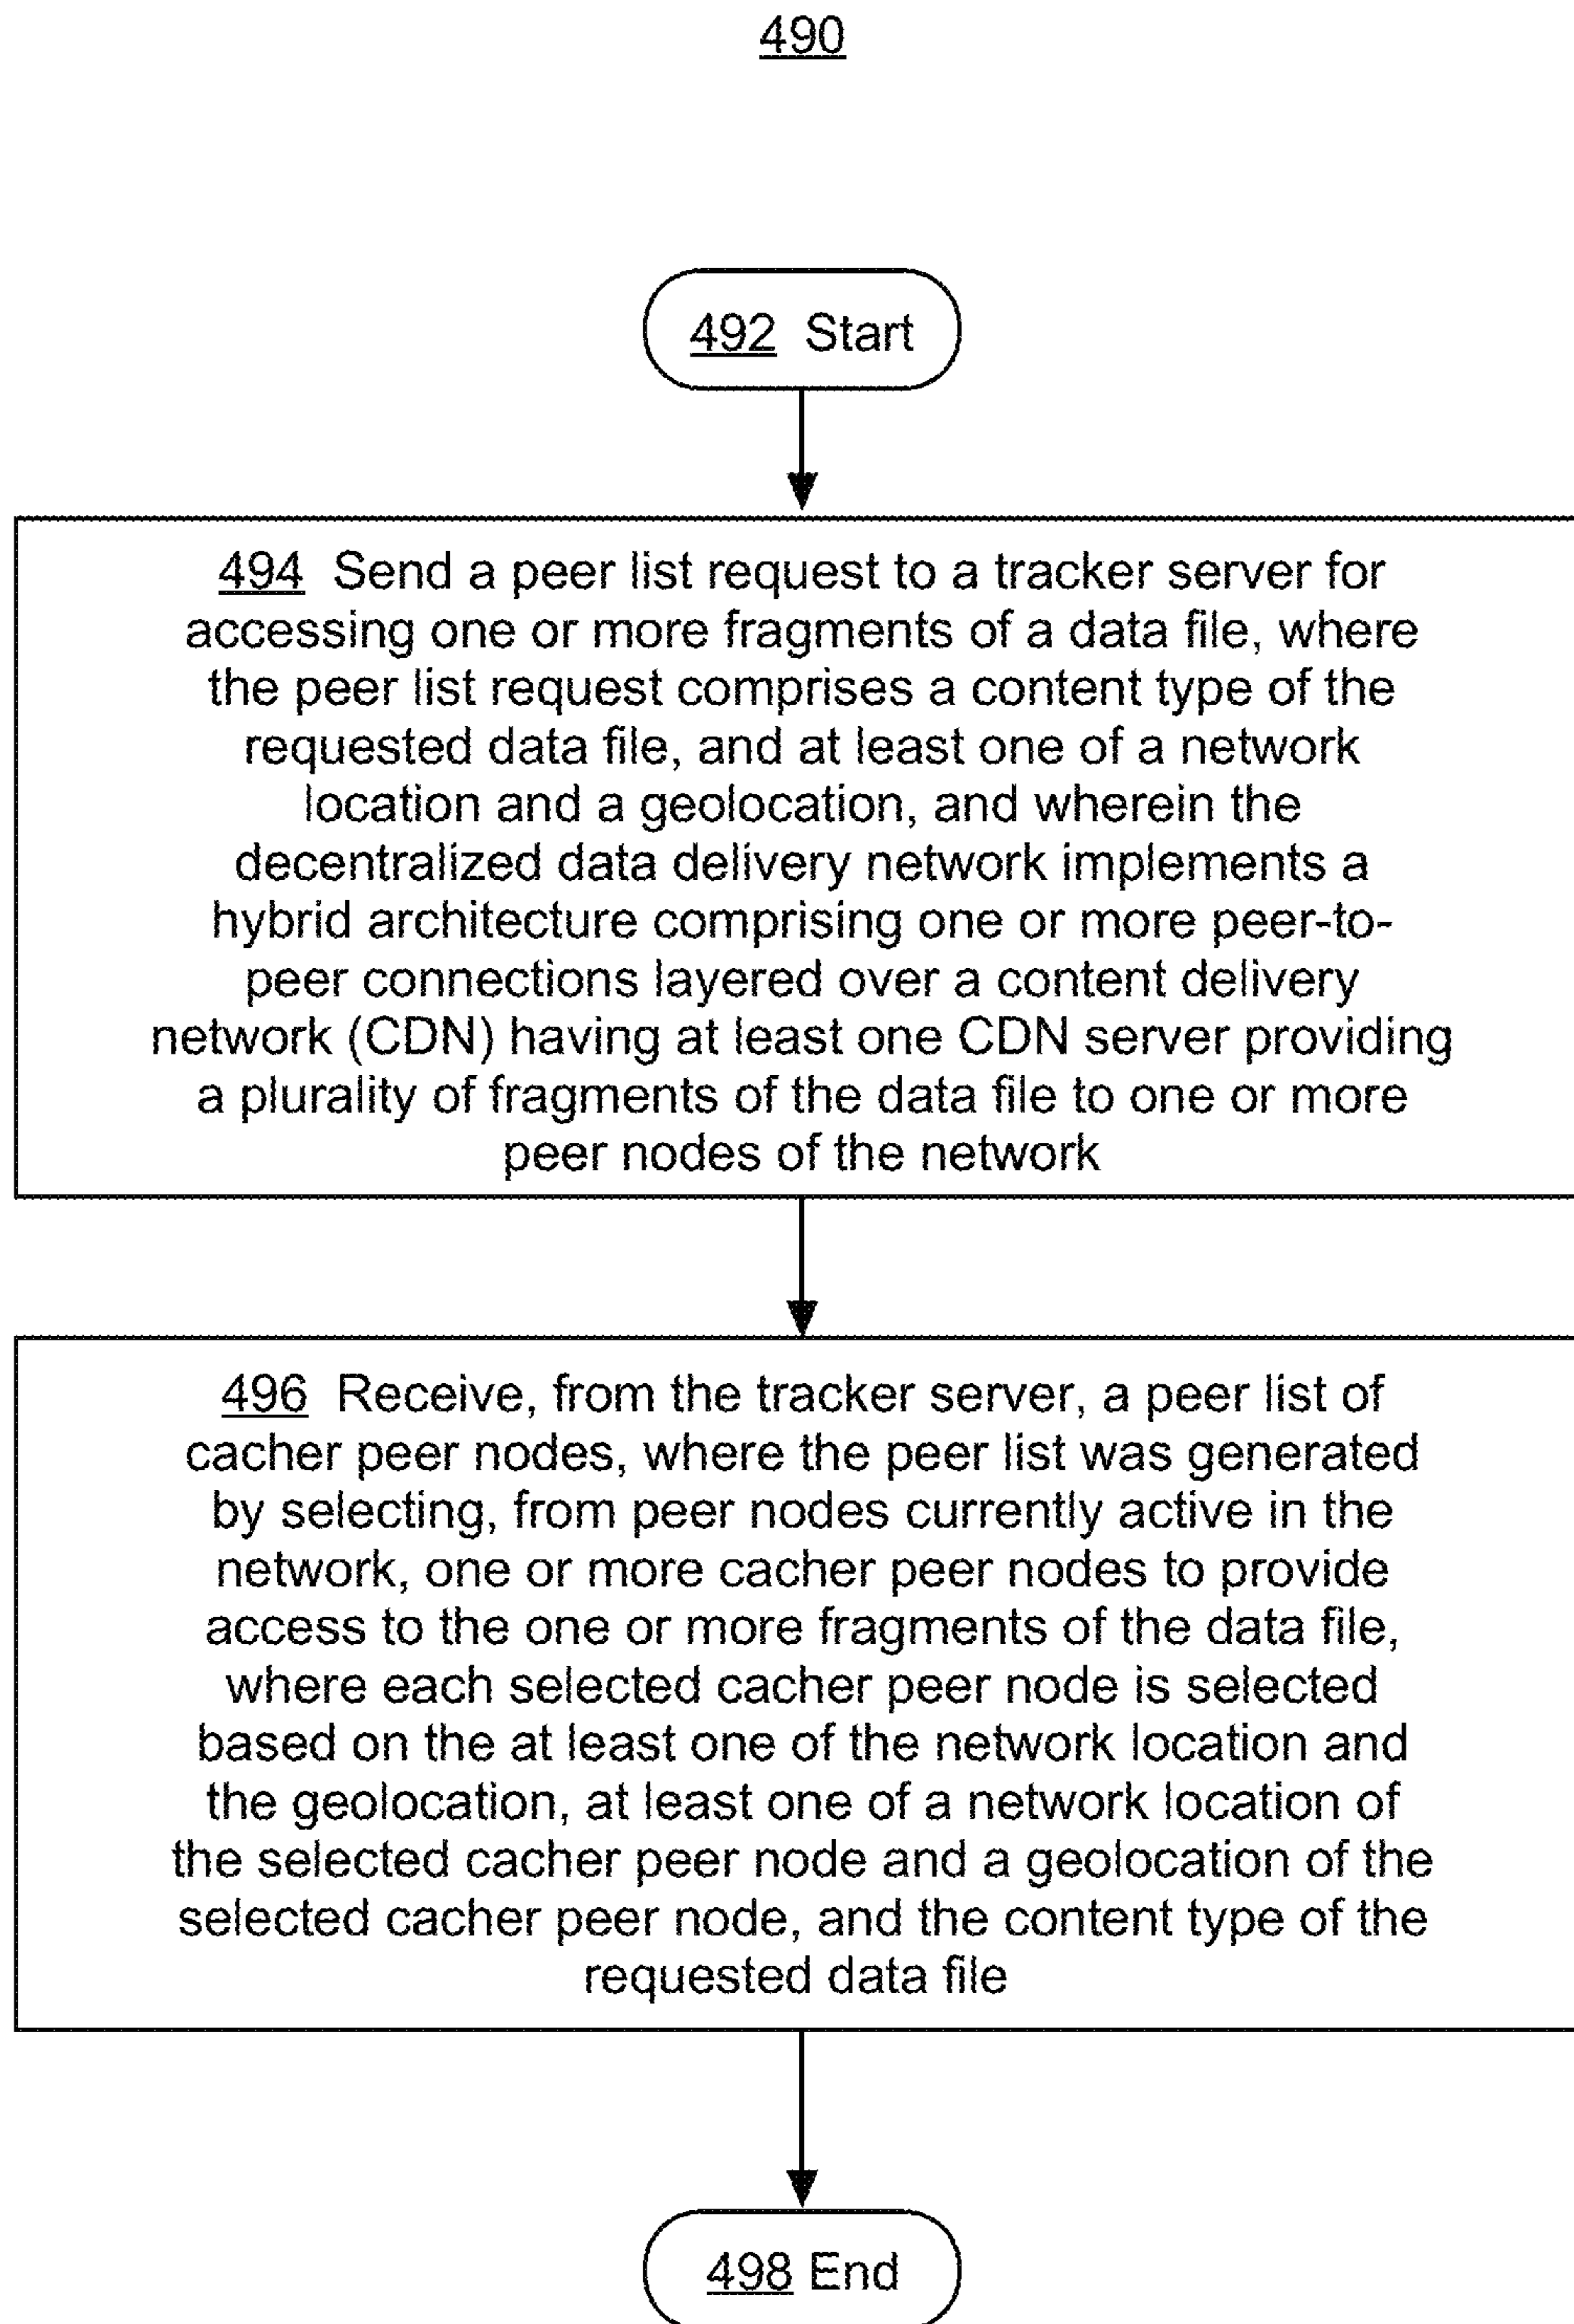 490
492 Start
494 Send a peer list request to a tracker server for
accessing one or more fragments of a data file, where
the peer list request comprises a content type of the
requested data file, and at least one of a network
location and a geolocation, and wherein the
decentralized data delivery network implements a
hybrid architecture comprising one or more peer-to-
peer connections layered over a content delivery
network (CDN) having at least one CDN server providing
a plurality of fragments of the data file to one or more
peer nodes of the network
496 Receive, from the tracker server, a peer list of
cacher peer nodes, where the peer list was generated
by selecting, from peer nodes currently active in the
network, one or more cacher peer nodes to provide
access to the one or more fragments of the data file,
where each selected cacher peer node is selected
based on the at least one of the network location and
the geolocation, at least one of a network location of
the selected cacher peer node and a geolocation of the
selected cacher peer node, and the content type of the
requested data file
498 End